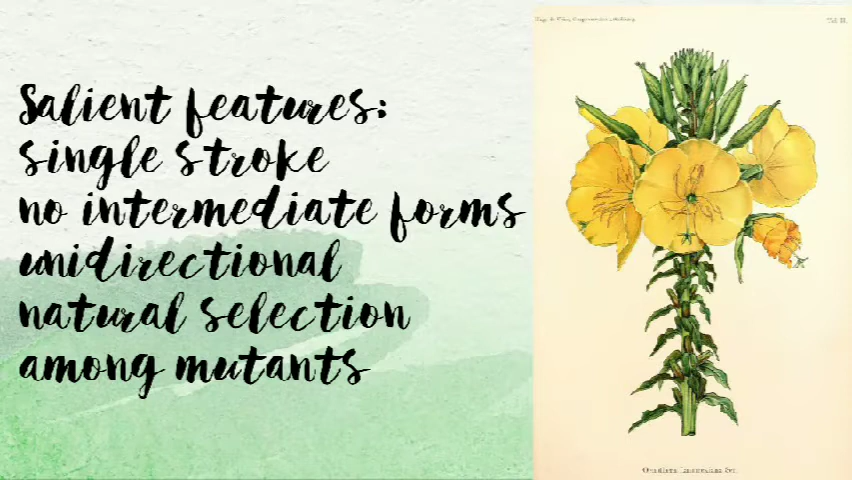 Salient features:
single stroke
no intermediate forms
unidirectional
natural selection
among mutants